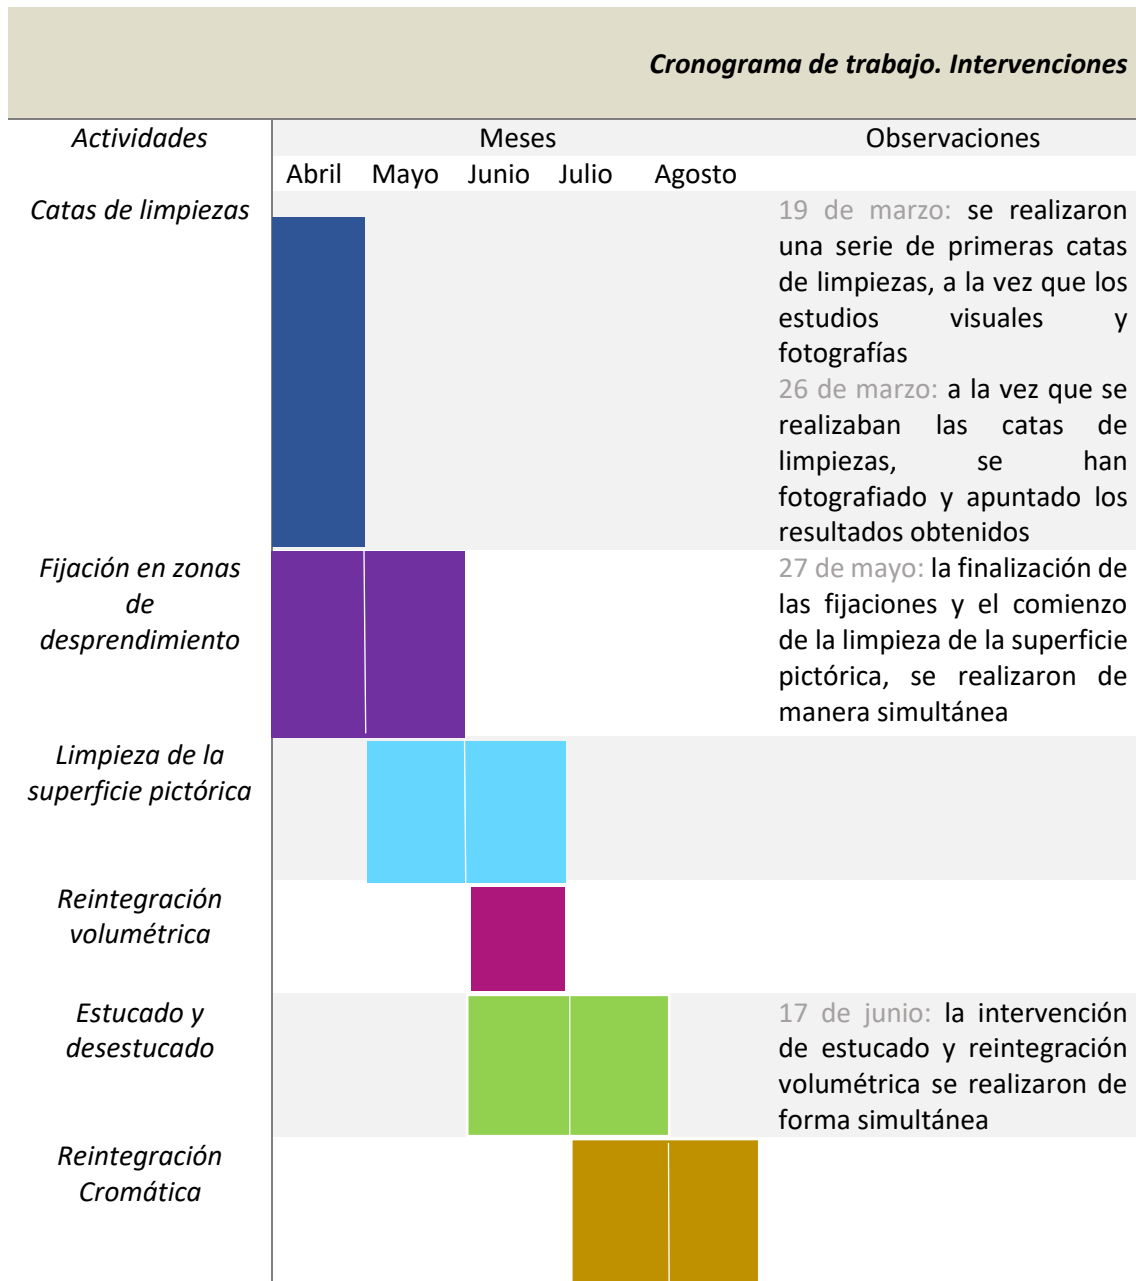 Cronograma de trabajo. Intervenciones
Actividades Meses Observaciones
Abril Mayo Junio Julio Agosto
Catas de limpiezas
19 de marzo: se realizaron
una serie de primeras catas
de limpiezas, a la vez que los
estudios visuales y
fotografías
26 de marzo: a la vez que se
realizaban las catas de
limpiezas, se han
fotografiado y apuntado los
resultados obtenidos
Fijación en zonas
de
desprendimiento
27 de mayo: la finalización de
las fijaciones y el comienzo
de la limpieza de la superficie
pictórica, se realizaron de
manera simultánea
Limpieza de la
superficie pictórica
Reintegración
volumétrica
Estucado y
desestucado
17 de junio: la intervención
de estucado y reintegración
volumétrica se realizaron de
forma simultánea
Reintegración
Cromática